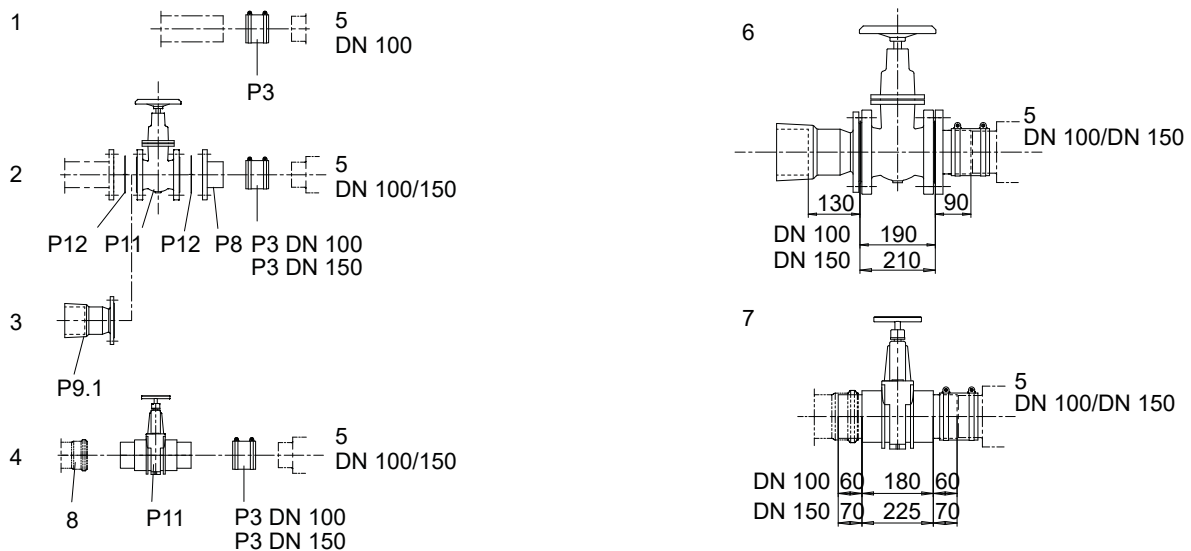 1
5
DN 100
P3
2
5
DN 100/150
P12 P11 P12 P8 P3 DN 100
P3 DN 150
3
P9.1
4
5
DN 100/150
8 P11 P3 DN 100
P3 DN 150
6
5
DN 100/DN 150
130 90
DN 100 190
DN 150 210
7
5
DN 100/DN 150
DN 100 60 180 60
DN 150 70 225 70